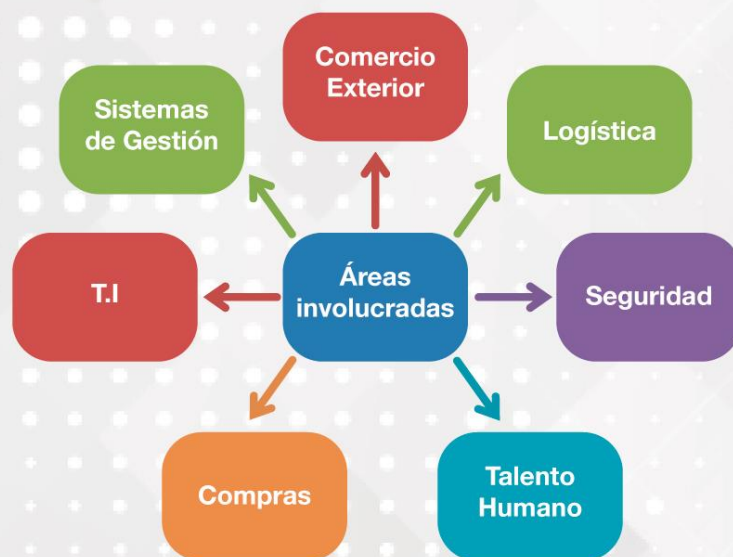 Comercio
Exterior
Sistemas
de Gestión
Logística
T.I
Áreas
involucradas
Seguridad
Compras
Talento
Humano